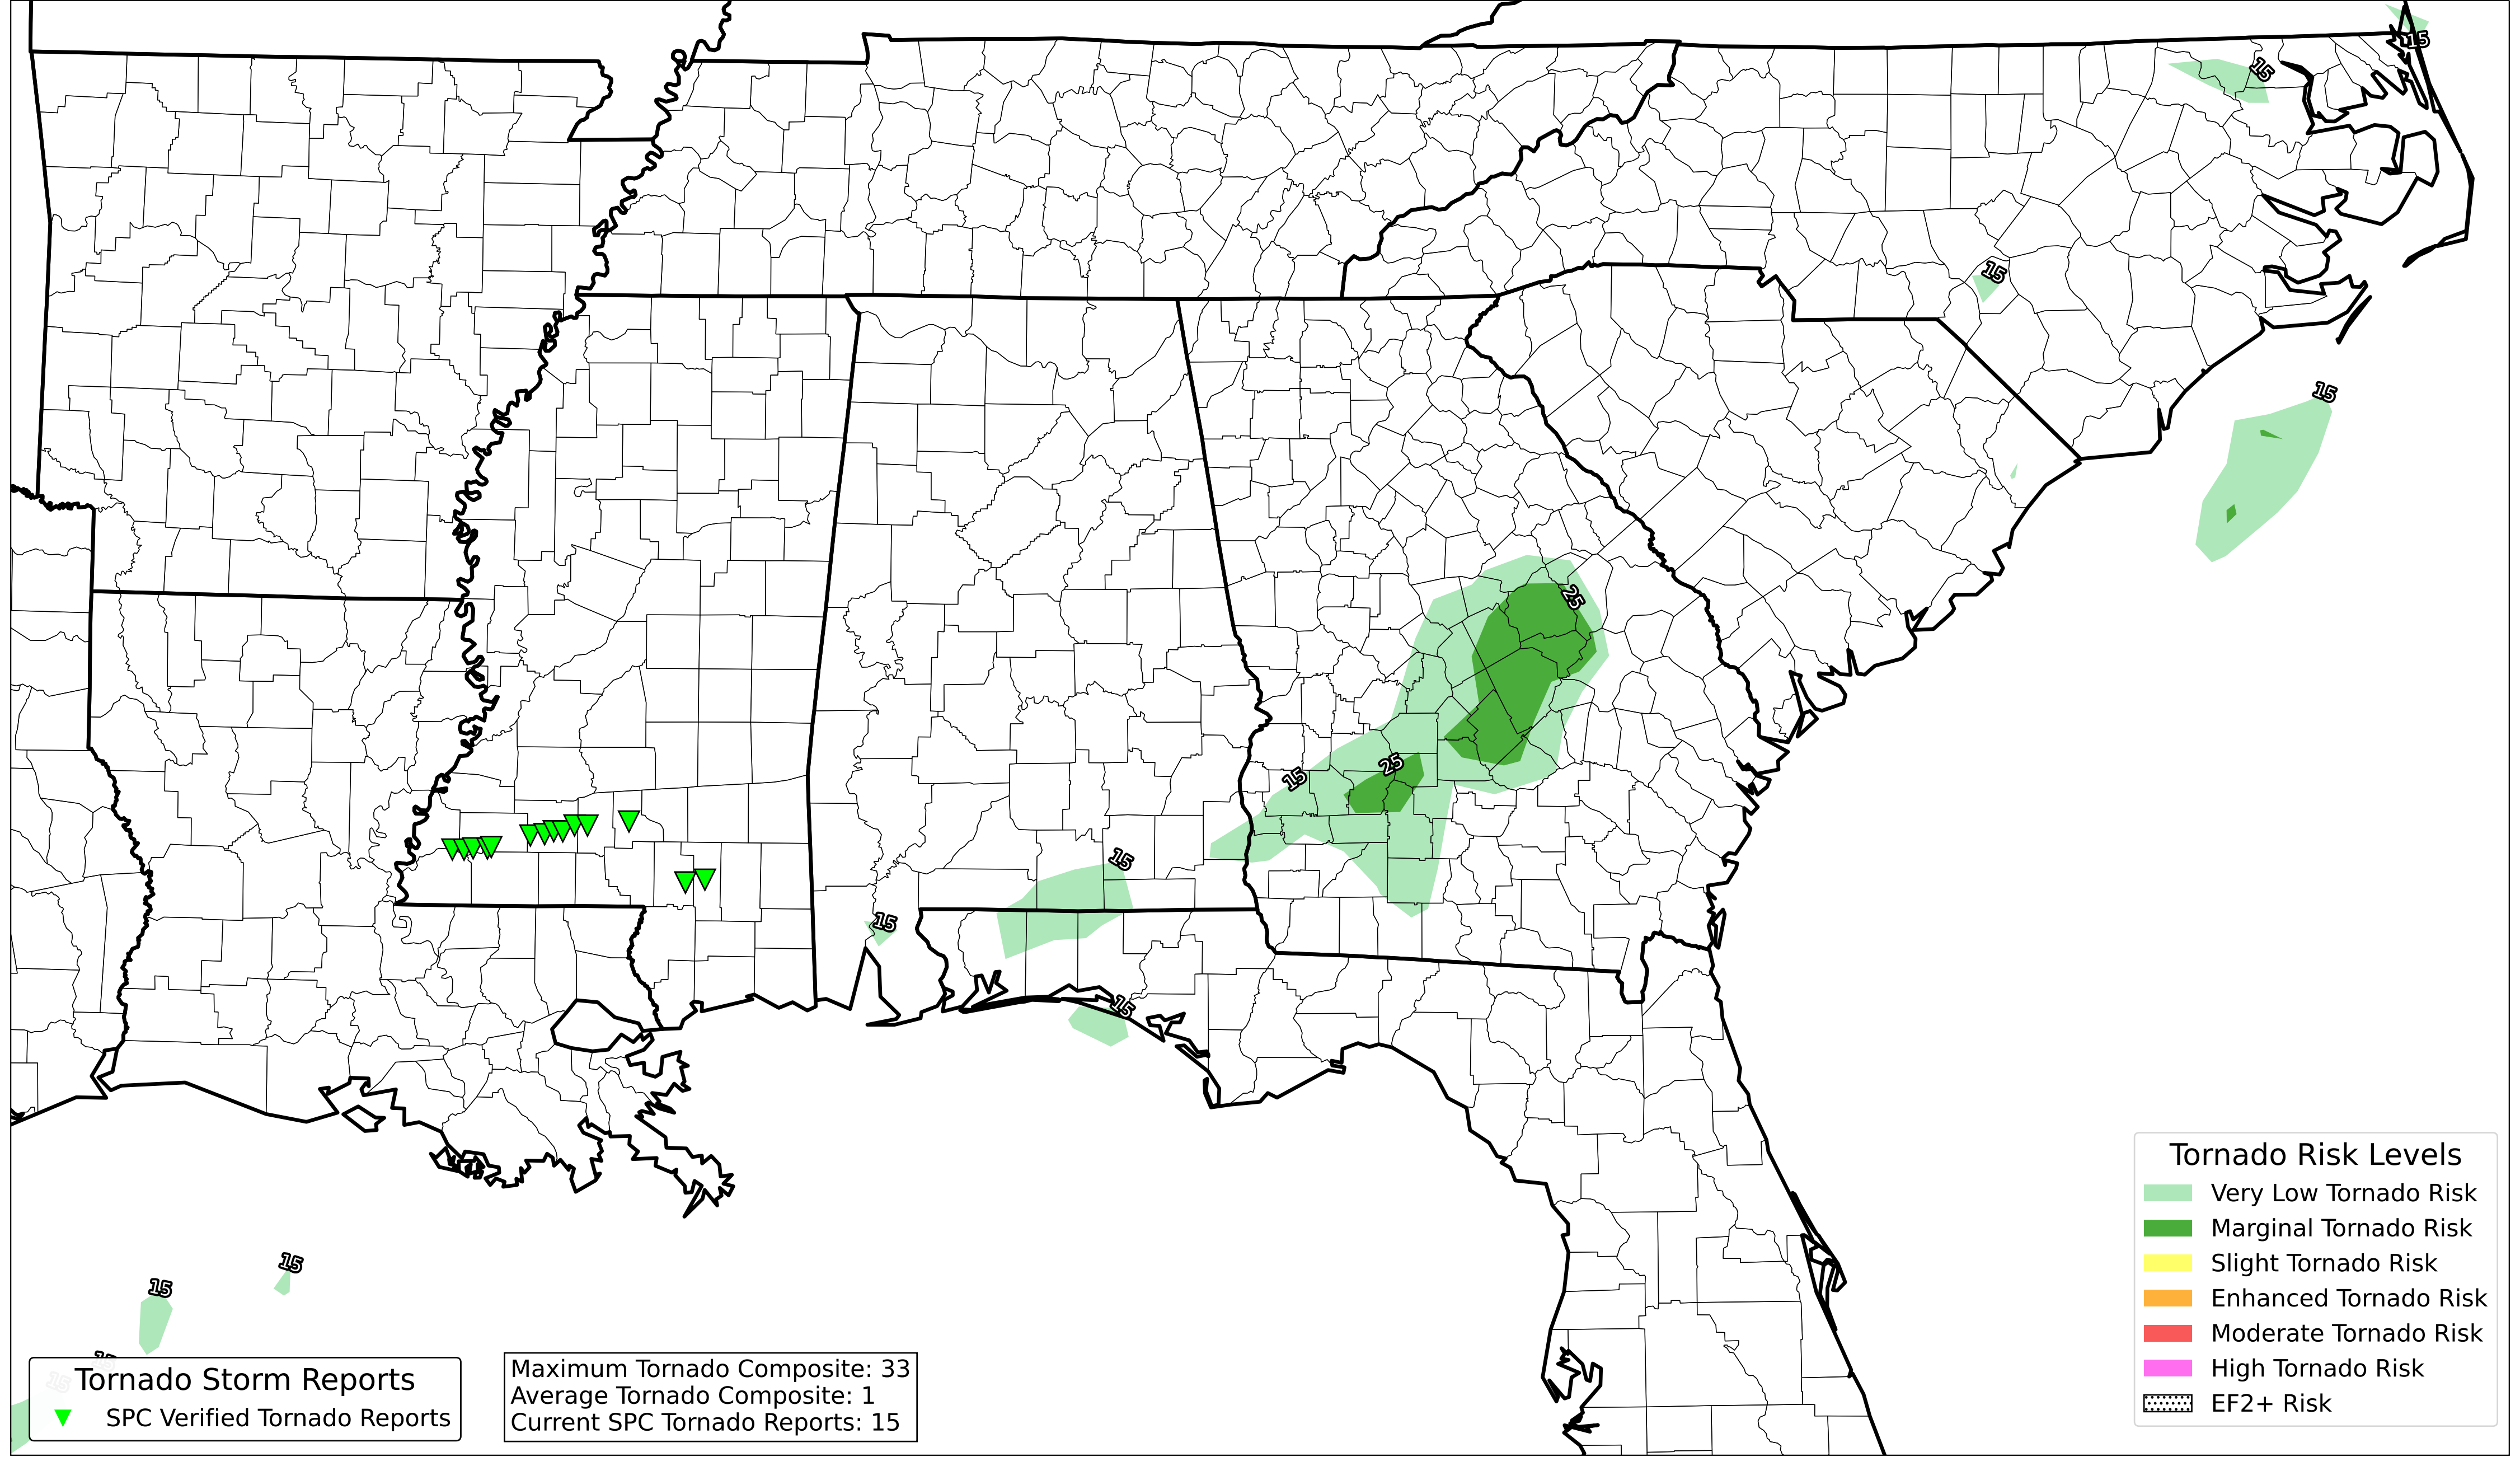 15
15
15
15
25
25
15
15
15
15
15
15
15
15
Tornado Risk Levels
Very Low Tornado Risk
Marginal Tornado Risk
Slight Tornado Risk
Enhanced Tornado Risk
Moderate Tornado Risk
High Tornado Risk
EF2+ Risk
Tornado Storm Reports
SPC Verified Tornado Reports
Maximum Tornado Composite: 33
Average Tornado Composite: 1
Current SPC Tornado Reports: 15